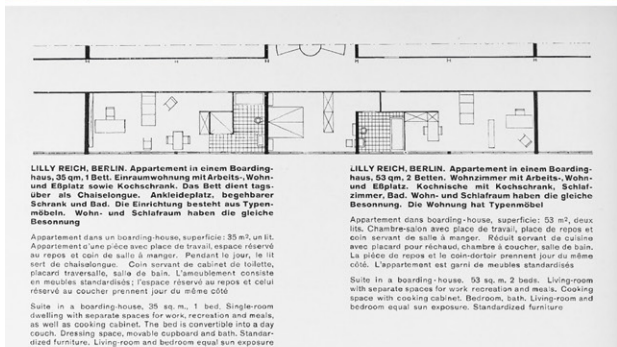 LILLY REICH, BERLIN. Appartement in einem Boarding-
haus, 35 qm, 1 Bett. Einraumwohnung mit Arbeits-, Wohn-
und Eßplatz sowie Kochschrank. Das Bett dient tags-
über als Chaiselongue. Ankleideplatz, begehbarer
Schrank und Bad. Die Einrichtung besteht aus Typen-
möbeln. Wohn- und Schlafraum haben die gleiche
Besonnung
Appartement dans un boarding-house, superficie: 35 m², un lit.
Appartement d'une pièce avec place de travail, espace réservé
au repos et coin de salle à manger. Pendant le jour, le lit
sert de chaiselongue. Coin servant de cabinet de toilette,
placard traversalle, salle de bain. L'ameublement consiste
en meubles standardisés; l'espace réservé au repos et celui
réservé au coucher prennent jour du même côté
Suite in a boarding-house, 35 sq. m., 1 bed. Single-room
dwelling with separate spaces for work, recreation and meals,
as well as cooking cabinet. The bed is convertible into a day
couch. Dressing space, movable cupboard and bath. Standar-
dized furniture. Living-room and bedroom equal sun exposure
LILLY REICH, BERLIN. Appartement in einem Boarding-
haus, 53 qm, 2 Betten. Wohnzimmer mit Arbeits-, Wohn-
und Eßplatz. Kochnische mit Kochschrank, Schlaf-
zimmer, Bad. Wohn- und Schlafraum haben die gleiche
Besonnung. Die Wohnung hat Typenmöbel
Appartement dans boarding-house, superficie: 53 m², deux
lits. Chambre-salon avec place de travail, place de repos et
coin servant de salle à manger. Réduit servant de cuisine
avec placard pour réchaud, chambre à coucher, salle de bain.
La pièce de repos et le coin-dortoir prennent jour du même
côté. L'appartement est garni de meubles standardisés
Suite in a boarding-house. 53 sq. m. 2 beds. Living-room
with separate spaces for work recreation and meals. Cooking
space with cooking cabinet. Bedroom, bath. Living-room and
bedroom equal sun exposure. Standardized furniture